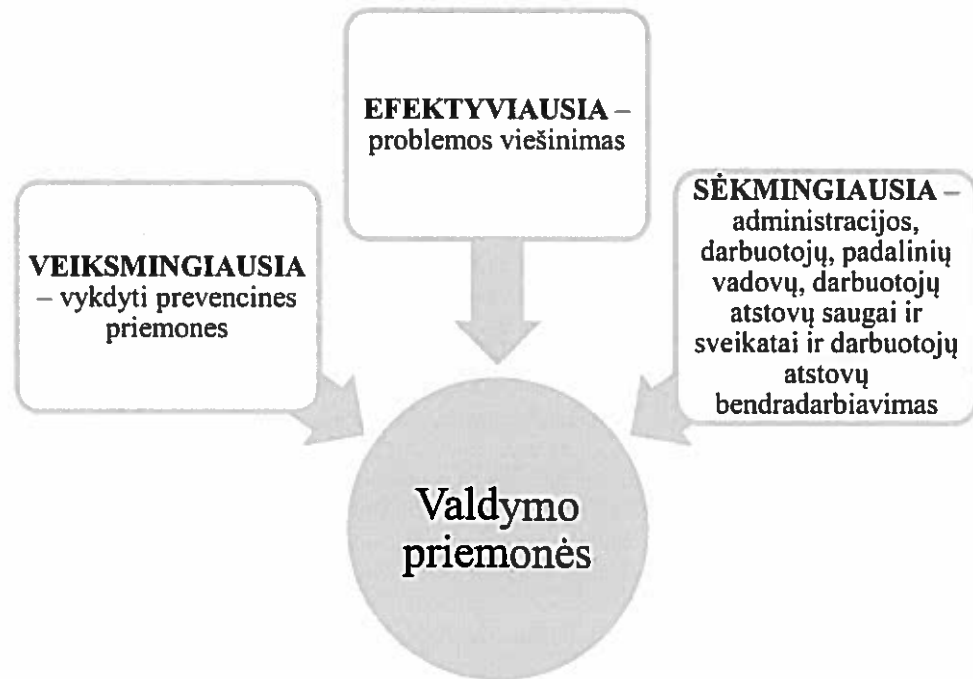 VEIKSMINGIAUSIA
– vykdyti prevencines
priemones
EFEKTYVIAUSIA –
problemos viešinimas
SĖKMINGIAUSIA –
administracijos,
darbuotojų, padalinių
vadovų, darbuotojų
atstovų saugai ir
sveikatai ir darbuotojų
atstovų
bendradarbiavimas
Valdymo
priemonės